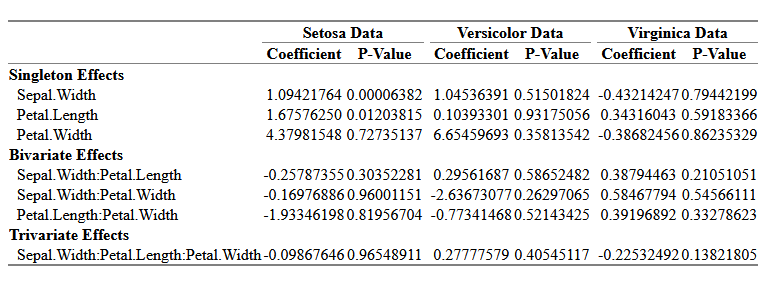 Setosa Data Versicolor Data Virginica Data
Coefficient P-Value Coefficient P-Value Coefficient P-Value
Singleton Effects
Sepal.Width 1.09421764 0.00006382 1.04536391 0.51501824 -0.43214247 0.79442199
Petal.Length 1.67576250 0.01203815 0.10393301 0.93175056 0.34316043 0.59183366
Petal.Width 4.37981548 0.72735137 6.65459693 0.35813542 -0.38682456 0.86235329
Bivariate Effects
Sepal.Width:Petal.Length -0.25787355 0.30352281 0.29561687 0.58652482 0.38794463 0.21051051
Sepal.Width:Petal.Width -0.16976886 0.96001151 -2.63673077 0.26297065 0.58467794 0.54566111
Petal.Length:Petal.Width -1.93346198 0.81956704 -0.77341468 0.52143425 0.39196892 0.33278623
Trivariate Effects
Sepal.Width:Petal.Length:Petal.Width -0.09867646 0.96548911 0.27777579 0.40545117 -0.22532492 0.13821805